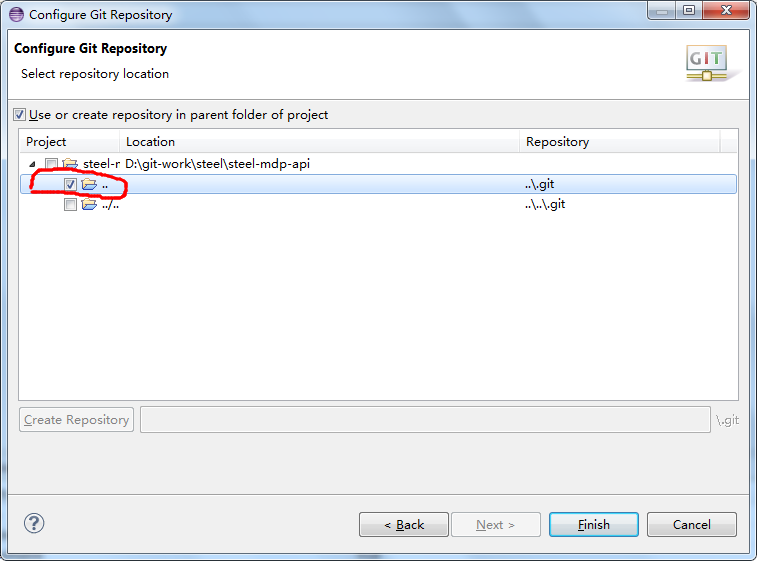 Configure Git Repository
Configure Git Repository
Select repository location
GIT
Use or create repository in parent folder of project
Project Location Repository
steel-r D:\git-work\steel\steel-mdp-api
.. ..\.git
../.. ..\..\.git
Create Repository \.git
? < Back Next > Finish Cancel